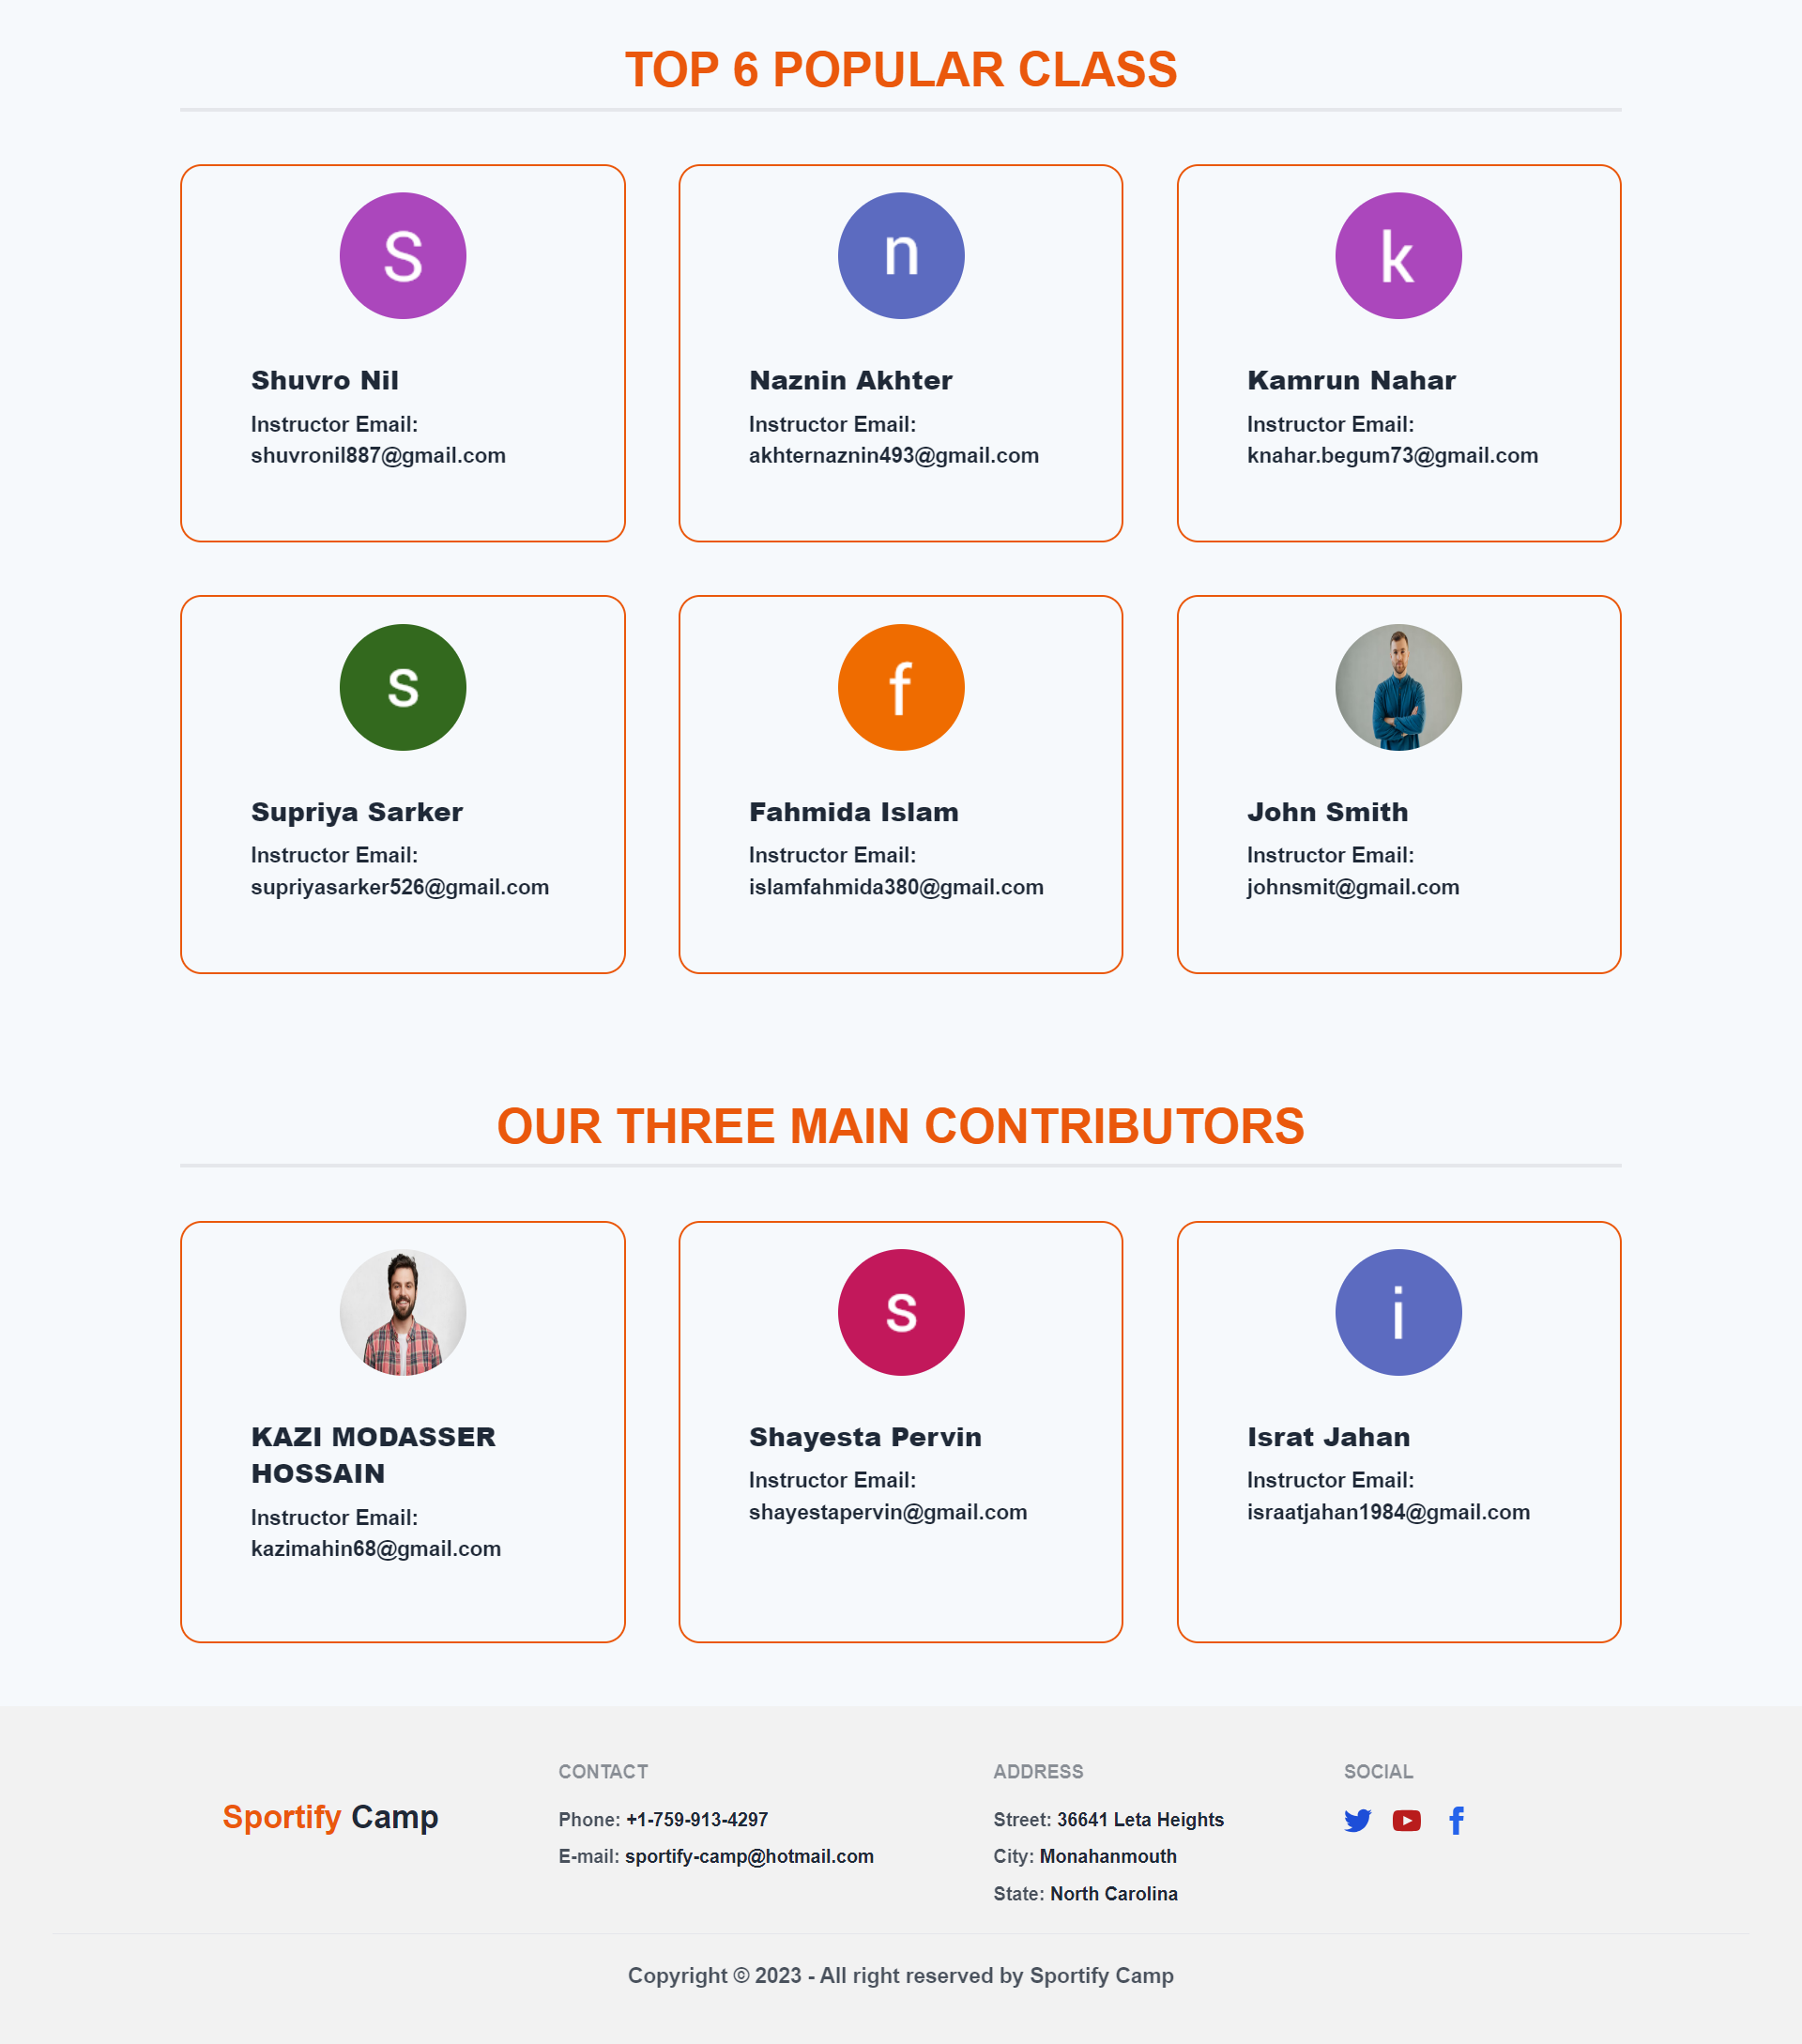 TOP 6 POPULAR CLASS
S
n
k
Shuvro Nil
Instructor Email:
shuvronil887@gmail.com
Naznin Akhter
Instructor Email:
akhternaznin493@gmail.com
Kamrun Nahar
Instructor Email:
knahar.begum73@gmail.com
s
f
Supriya Sarker
Instructor Email:
supriyasarker526@gmail.com
Fahmida Islam
Instructor Email:
islamfahmida380@gmail.com
John Smith
Instructor Email:
johnsmit@gmail.com
OUR THREE MAIN CONTRIBUTORS
s
i
KAZI MODASSER
HOSSAIN
Instructor Email:
kazimahin68@gmail.com
Shayesta Pervin
Instructor Email:
shayestapervin@gmail.com
Israt Jahan
Instructor Email:
israatjahan1984@gmail.com
Sportify Camp
CONTACT
Phone: +1-759-913-4297
E-mail: sportify-camp@hotmail.com
ADDRESS
Street: 36641 Leta Heights
City: Monahanmouth
State: North Carolina
SOCIAL
Copyright © 2023 - All right reserved by Sportify Camp